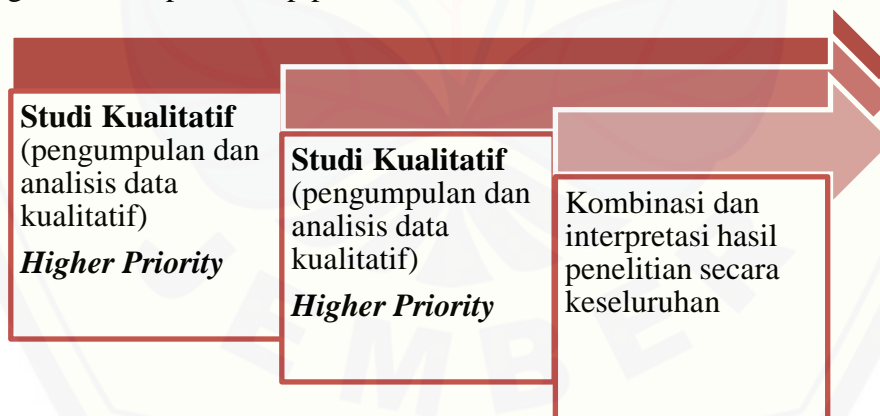 Studi Kualitatif
(pengumpulan dan
analisis data
kualitatif)
Higher Priority
Studi Kualitatif
(pengumpulan dan
analisis data
kualitatif)
Higher Priority
Kombinasi dan
interpretasi hasil
penelitian secara
keseluruhan
JEMBER